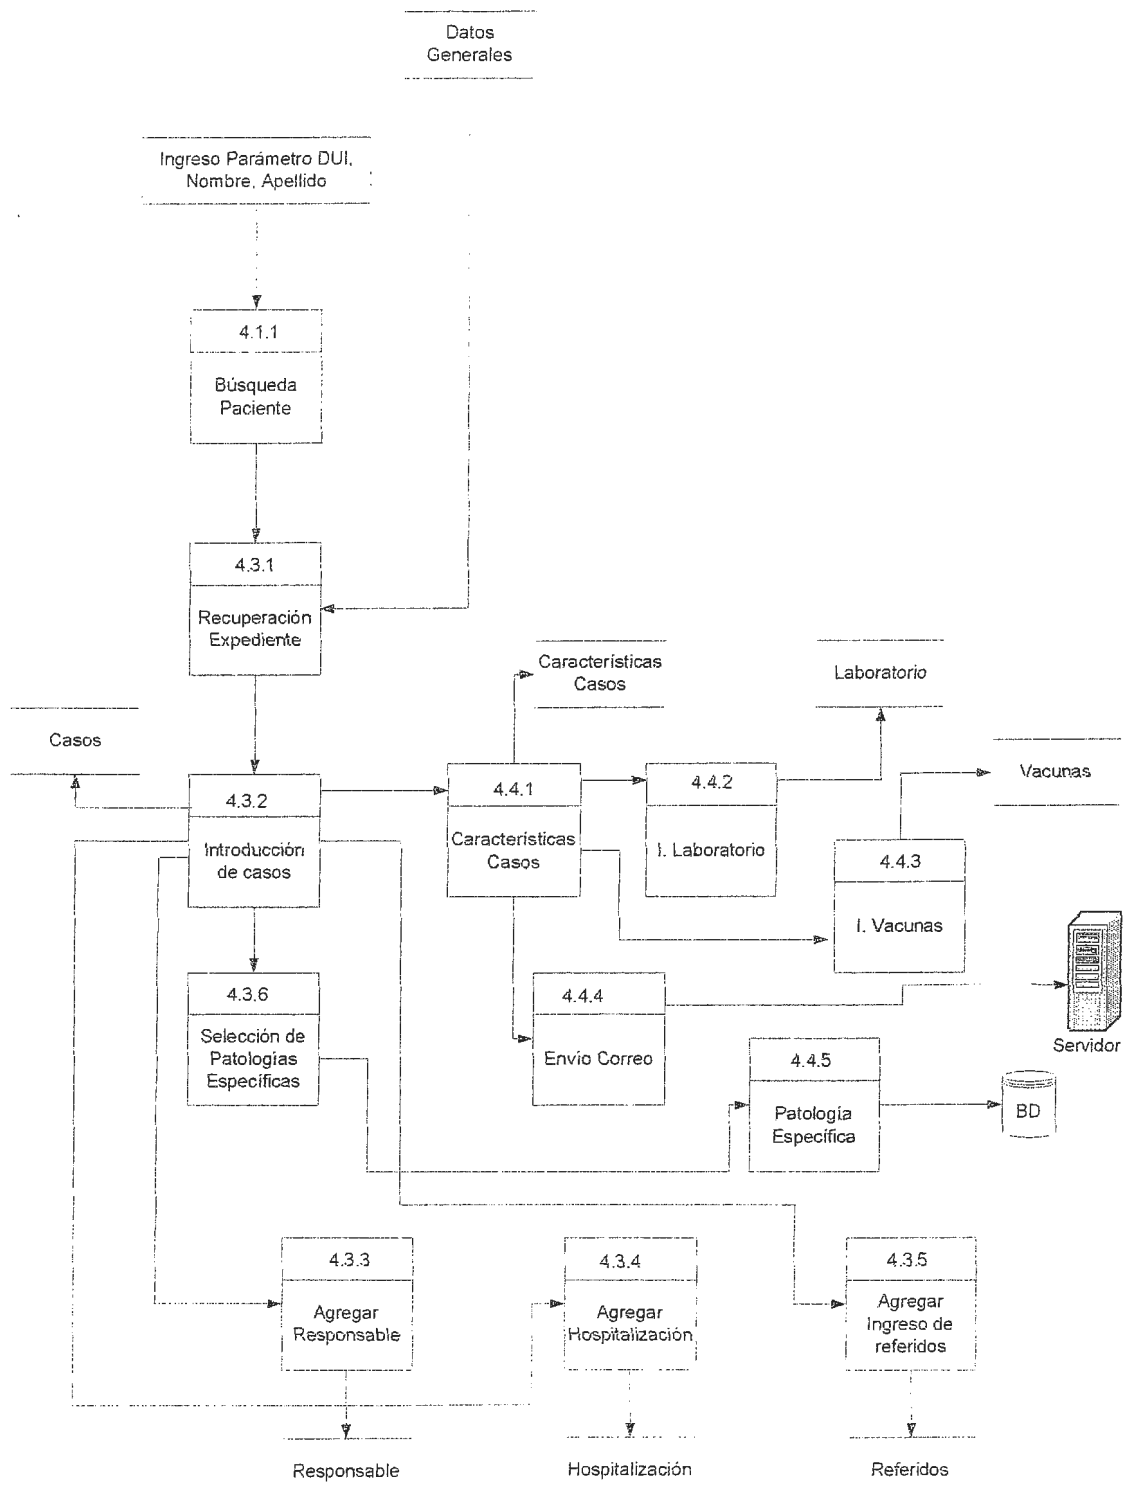 Datos
Generales
Ingreso Parámetro DUI,
Nombre, Apellido
4.1.1
Búsqueda
Paciente
4.3.1
Recuperación
Expediente
Características
Casos
Laboratorio
Casos
Vacunas
4.3.2
Introducción
de casos
4.4.1
Características
Casos
4.4.2
I. Laboratorio
4.4.3
I. Vacunas
4.3.6
Selección de
Patologías
Específicas
4.4.4
Envío Correo
Servidor
4.4.5
Patología
Específica
BD
4.3.3
Agregar
Responsable
4.3.4
Agregar
Hospitalización
4.3.5
Agregar
Ingreso de
referidos
Responsable
Hospitalización
Referidos